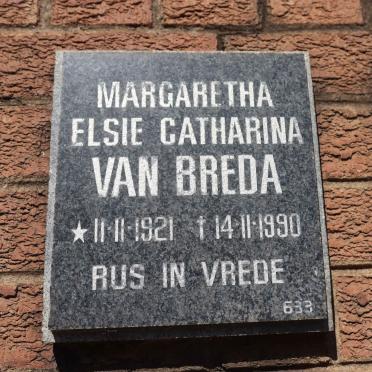 MARGARETHA
ELSIE CATHARINA
VAN BREDA
★ 11·11·1921 † 14·11·1990
RUS IN VREDE
633